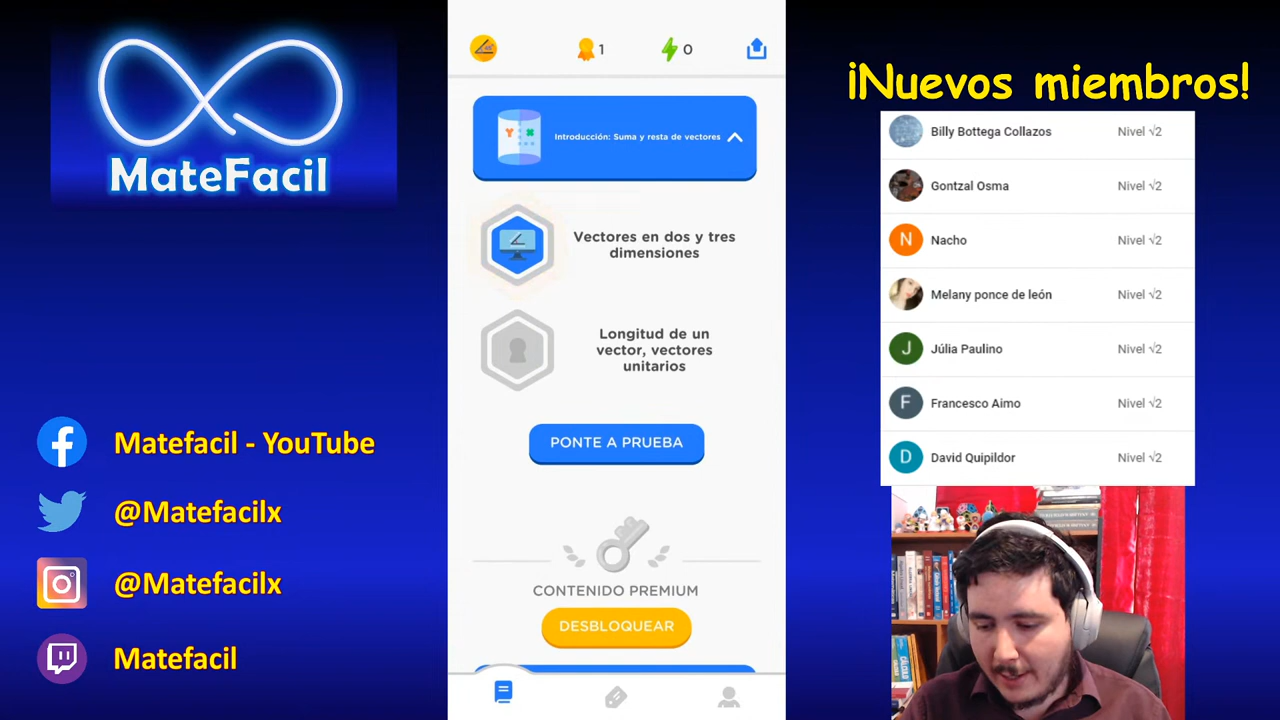 MateFacil
Matefacil - YouTube
@Matefacilx
@Matefacilx
Matefacil
1
0
Introducción: Suma y resta de vectores
Vectores en dos y tres
dimensiones
Longitud de un
vector, vectores
unitarios
PONTE A PRUEBA
CONTENIDO PREMIUM
DESBLOQUEAR
¡Nuevos miembros!
Billy Bottega Collazos Nivel √2
Gontzal Osma Nivel √2
N Nacho Nivel √2
Melany ponce de león Nivel √2
J Júlia Paulino Nivel √2
F Francesco Aimo Nivel √2
D David Quipildor Nivel √2